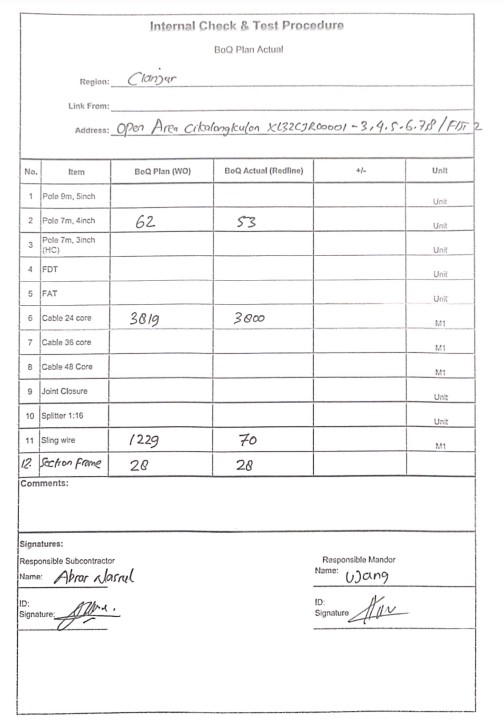 Internal Check & Test Procedure
BoQ Plan Actual
Region: Cianjur
Link From:
Address: Open Area Cikalongkulon XL32CJR00001 - 3,4.5.6.7.8 / FDT 2
No. Item BoQ Plan (WO) BoQ Actual (Redline) +/- Unit
1 Pole 9m, 5inch Unit
2 Pole 7m, 4inch 62 53 Unit
3 Pole 7m, 3inch (HC) Unit
4 FDT Unit
5 FAT Unit
6 Cable 24 core 3819 3800 M1
7 Cable 36 core M1
8 Cable 48 Core M1
9 Joint Closure Unit
10 Splitter 1:16 Unit
11 Sling wire 1229 70 M1
12. Section Frame 28 28
Comments:
Signatures:
Responsible Subcontractor
Name: Abrar Nasrul
ID:
Signature:
Responsible Mandor
Name: Ujang
ID:
Signature